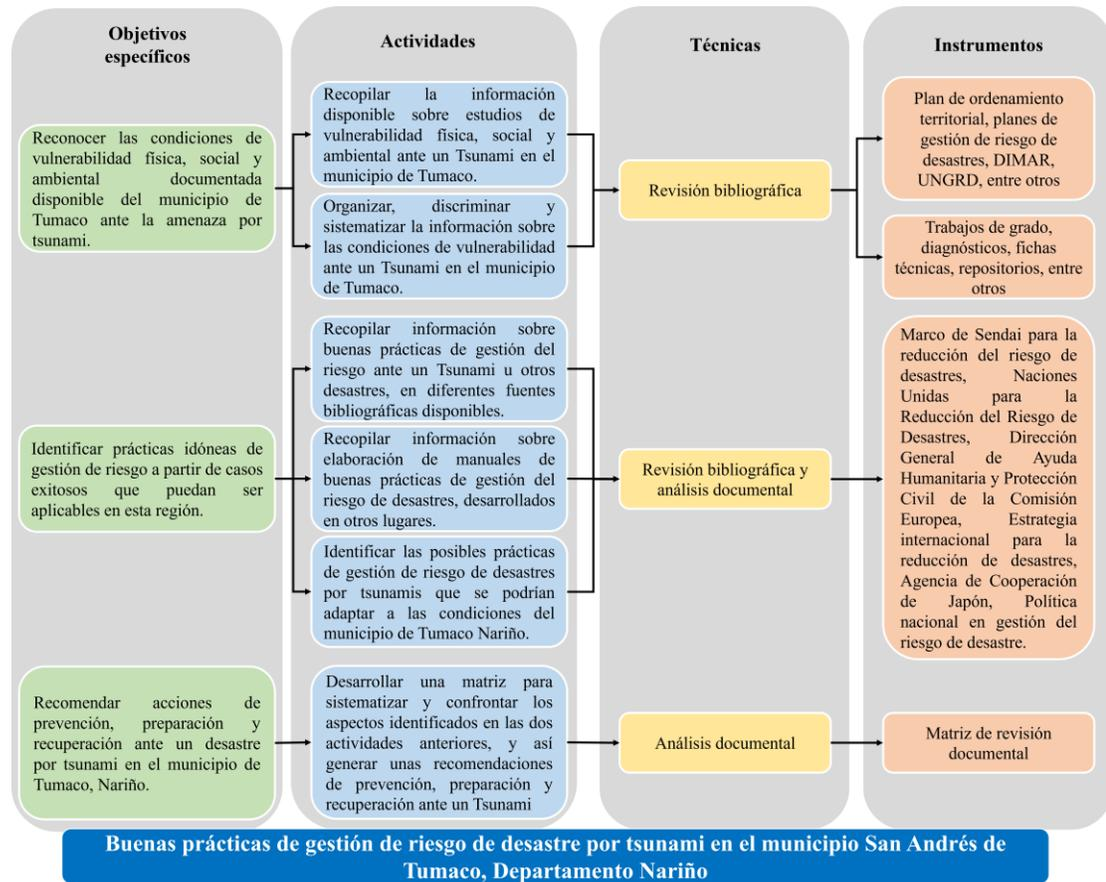 Objetivos
específicos
Actividades
Técnicas
Instrumentos
Reconocer las condiciones de
vulnerabilidad física, social y
ambiental documentada
disponible del municipio de
Tumaco ante la amenaza por
tsunami.
Recopilar la información
disponible sobre estudios de
vulnerabilidad física, social y
ambiental ante un Tsunami en el
municipio de Tumaco.
Organizar, discriminar y
sistematizar la información sobre
las condiciones de vulnerabilidad
ante un Tsunami en el municipio
de Tumaco.
Revisión bibliográfica
Plan de ordenamiento
territorial, planes de
gestión de riesgo de
desastres, DIMAR,
UNGRD, entre otros
Trabajos de grado,
diagnósticos, fichas
técnicas, repositorios, entre
otros
Identificar prácticas idóneas de
gestión de riesgo a partir de casos
exitosos que puedan ser
aplicables en esta región.
Recopilar información sobre
buenas prácticas de gestión del
riesgo ante un Tsunami u otros
desastres, en diferentes fuentes
bibliográficas disponibles.
Recopilar información sobre
elaboración de manuales de
buenas prácticas de gestión del
riesgo de desastres, desarrollados
en otros lugares.
Identificar las posibles prácticas
de gestión de riesgo de desastres
por tsunamis que se podrían
adaptar a las condiciones del
municipio de Tumaco Nariño.
Revisión bibliográfica y
análisis documental
Marco de Sendai para la
reducción del riesgo de
desastres, Naciones
Unidas para la
Reducción del Riesgo de
Desastres, Dirección
General de Ayuda
Humanitaria y Protección
Civil de la Comisión
Europea, Estrategia
internacional para la
reducción de desastres,
Agencia de Cooperación
de Japón, Política
nacional en gestión del
riesgo de desastre.
Recomendar acciones de
prevención, preparación y
recuperación ante un desastre
por tsunami en el municipio de
Tumaco, Nariño.
Desarrollar una matriz para
sistematizar y confrontar los
aspectos identificados en las dos
actividades anteriores, y así
generar unas recomendaciones
de prevención, preparación y
recuperación ante un Tsunami
Análisis documental
Matriz de revisión
documental
Buenas prácticas de gestión de riesgo de desastre por tsunami en el municipio San Andrés de
Tumaco, Departamento Nariño